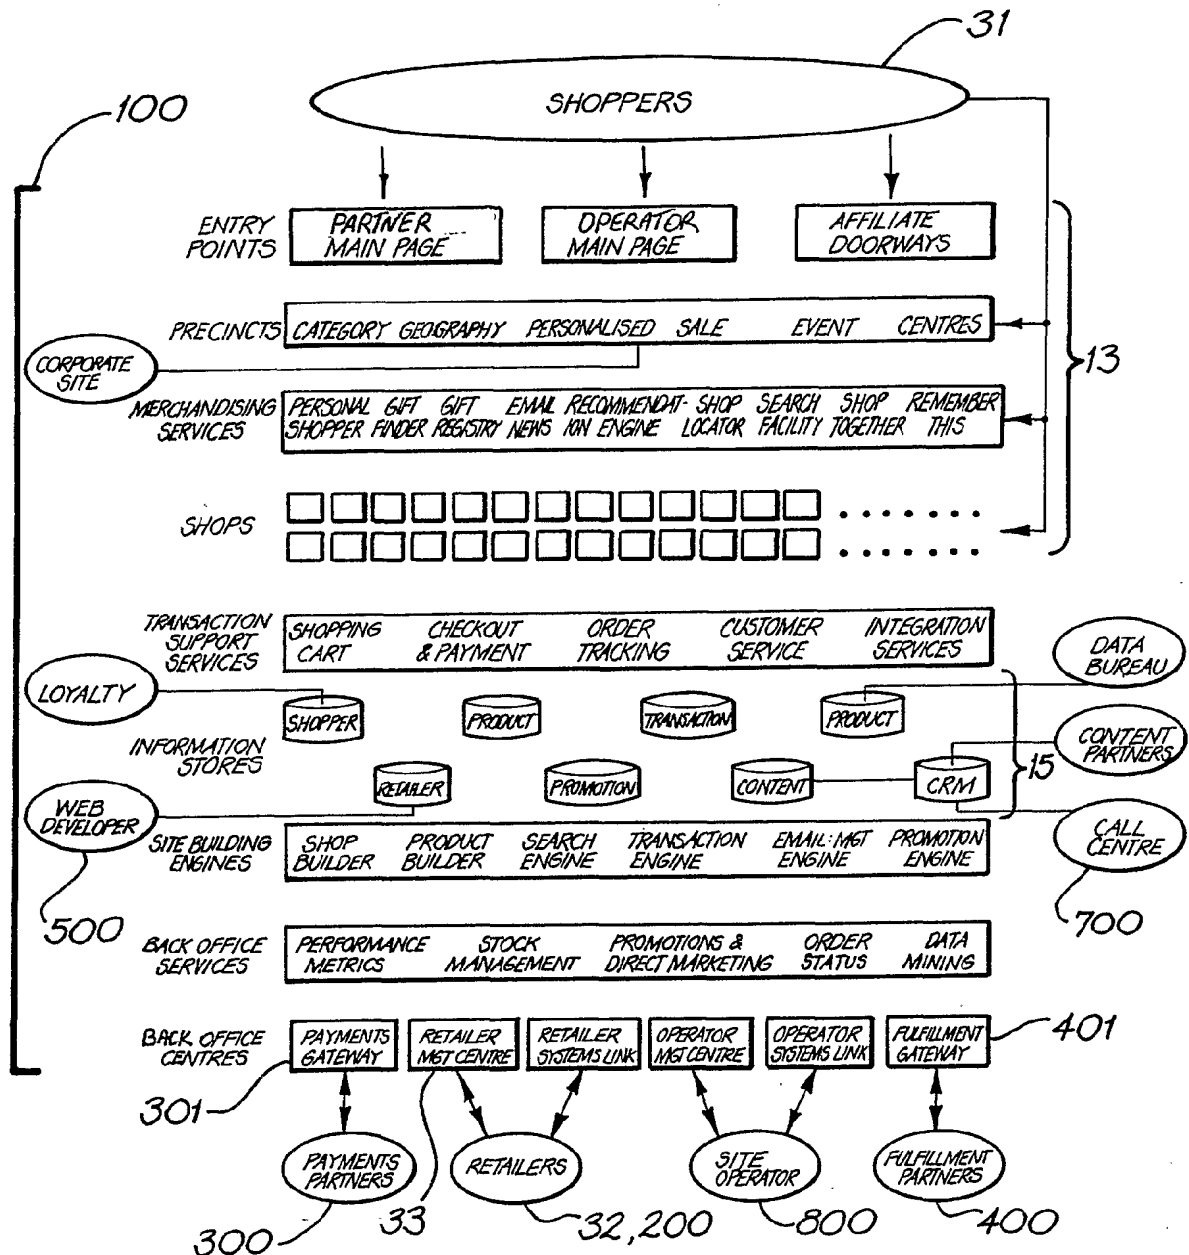 31
SHOPPERS
100
ENTRY
POINTS
PARTNER
MAIN PAGE
OPERATOR
MAIN PAGE
AFFILIATE
DOORWAYS
PRECINCTS
CATEGORY GEOGRAPHY PERSONALISED SALE EVENT CENTRES
13
CORPORATE
SITE
MERCHANDISING
SERVICES
PERSONAL GIFT GIFT EMAIL RECOMMENDAT- SHOP SEARCH SHOP REMEMBER
SHOPPER FINDER REGISTRY NEWS ION ENGINE LOCATOR FACILITY TOGETHER THIS
SHOPS
TRANSACTION
SUPPORT
SERVICES
SHOPPING CHECKOUT ORDER CUSTOMER INTEGRATION
CART & PAYMENT TRACKING SERVICE SERVICES
DATA
BUREAU
LOYALTY
SHOPPER
PRODUCT
TRANSACTION
PRODUCT
INFORMATION
STORES
15
CONTENT
PARTNERS
RETAILER
PROMOTION
CONTENT
CRM
WEB
DEVELOPER
500
CALL
CENTRE
700
SITE BUILDING
ENGINES
SHOP PRODUCT SEARCH TRANSACTION EMAIL:MGT PROMOTION
BUILDER BUILDER ENGINE ENGINE ENGINE ENGINE
BACK OFFICE
SERVICES
PERFORMANCE STOCK PROMOTIONS & ORDER DATA
METRICS MANAGEMENT DIRECT MARKETING STATUS MINING
BACK OFFICE
CENTRES
PAYMENTS
GATEWAY
RETAILER
MGT CENTRE
RETAILER
SYSTEMS LINK
OPERATOR
MGT CENTRE
OPERATOR
SYSTEMS LINK
FULFILLMENT
GATEWAY
401
301
PAYMENTS
PARTNERS
RETAILERS
SITE
OPERATOR
FULFILLMENT
PARTNERS
300
33
32,200
800
400